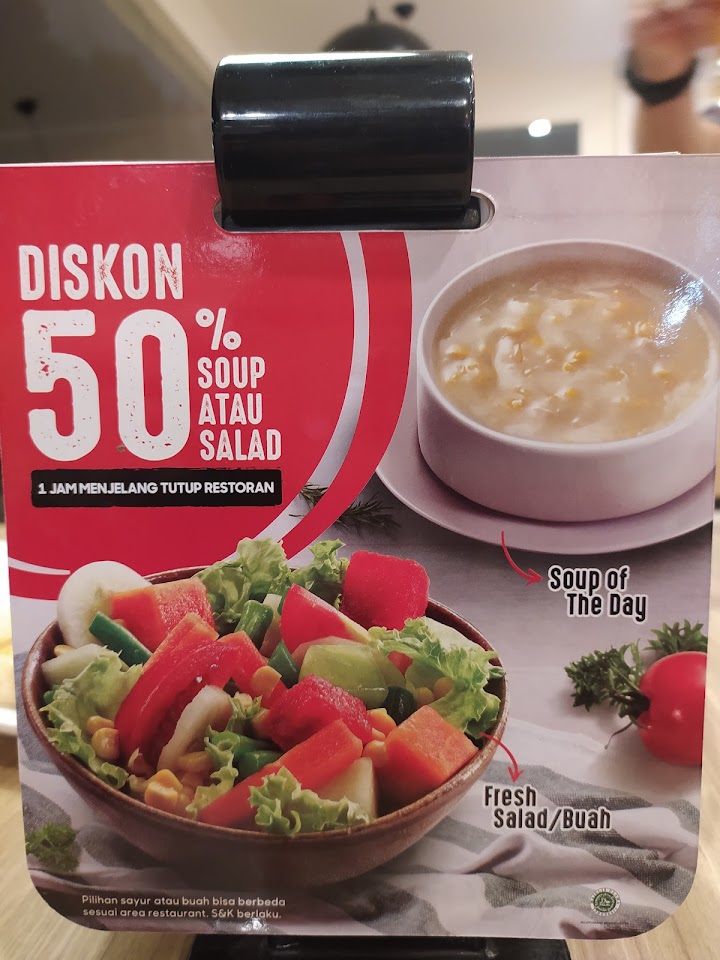 DISKON
50%
SOUP
ATAU
SALAD
1 JAM MENJELANG TUTUP RESTORAN
Soup of
The Day
Fresh
Salad/Buah
Pilihan sayur atau buah bisa berbeda
sesuai area restaurant. S&K berlaku.